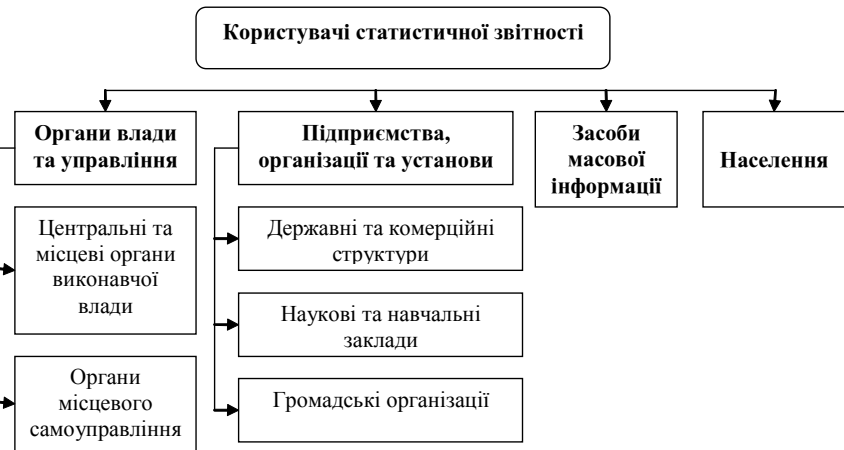 Користувачі статистичної звітності
Органи влади
та управління
Підприємства,
організації та установи
Засоби
масової
інформації
Населення
Центральні та
місцеві органи
виконавчої
влади
Органи
місцевого
самоуправління
Державні та комерційні
структури
Наукові та навчальні
заклади
Громадські організації